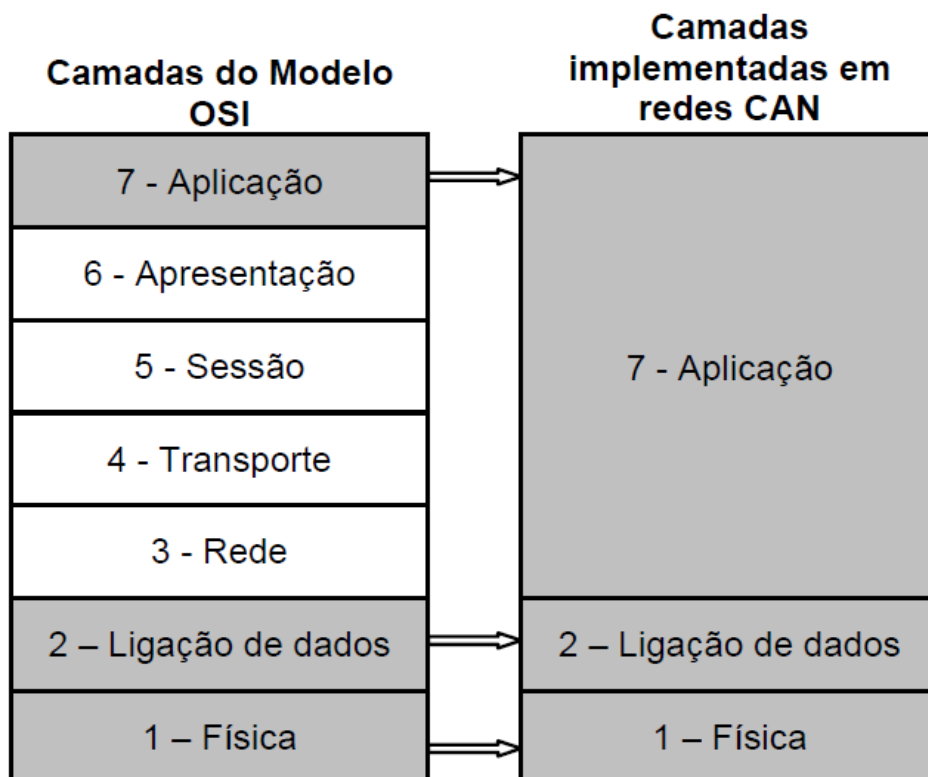 Camadas do Modelo
OSI
7 - Aplicação
6 - Apresentação
5 - Sessão
4 - Transporte
3 - Rede
2 – Ligação de dados
1 – Física
Camadas
implementadas em
redes CAN
7 - Aplicação
2 – Ligação de dados
1 – Física